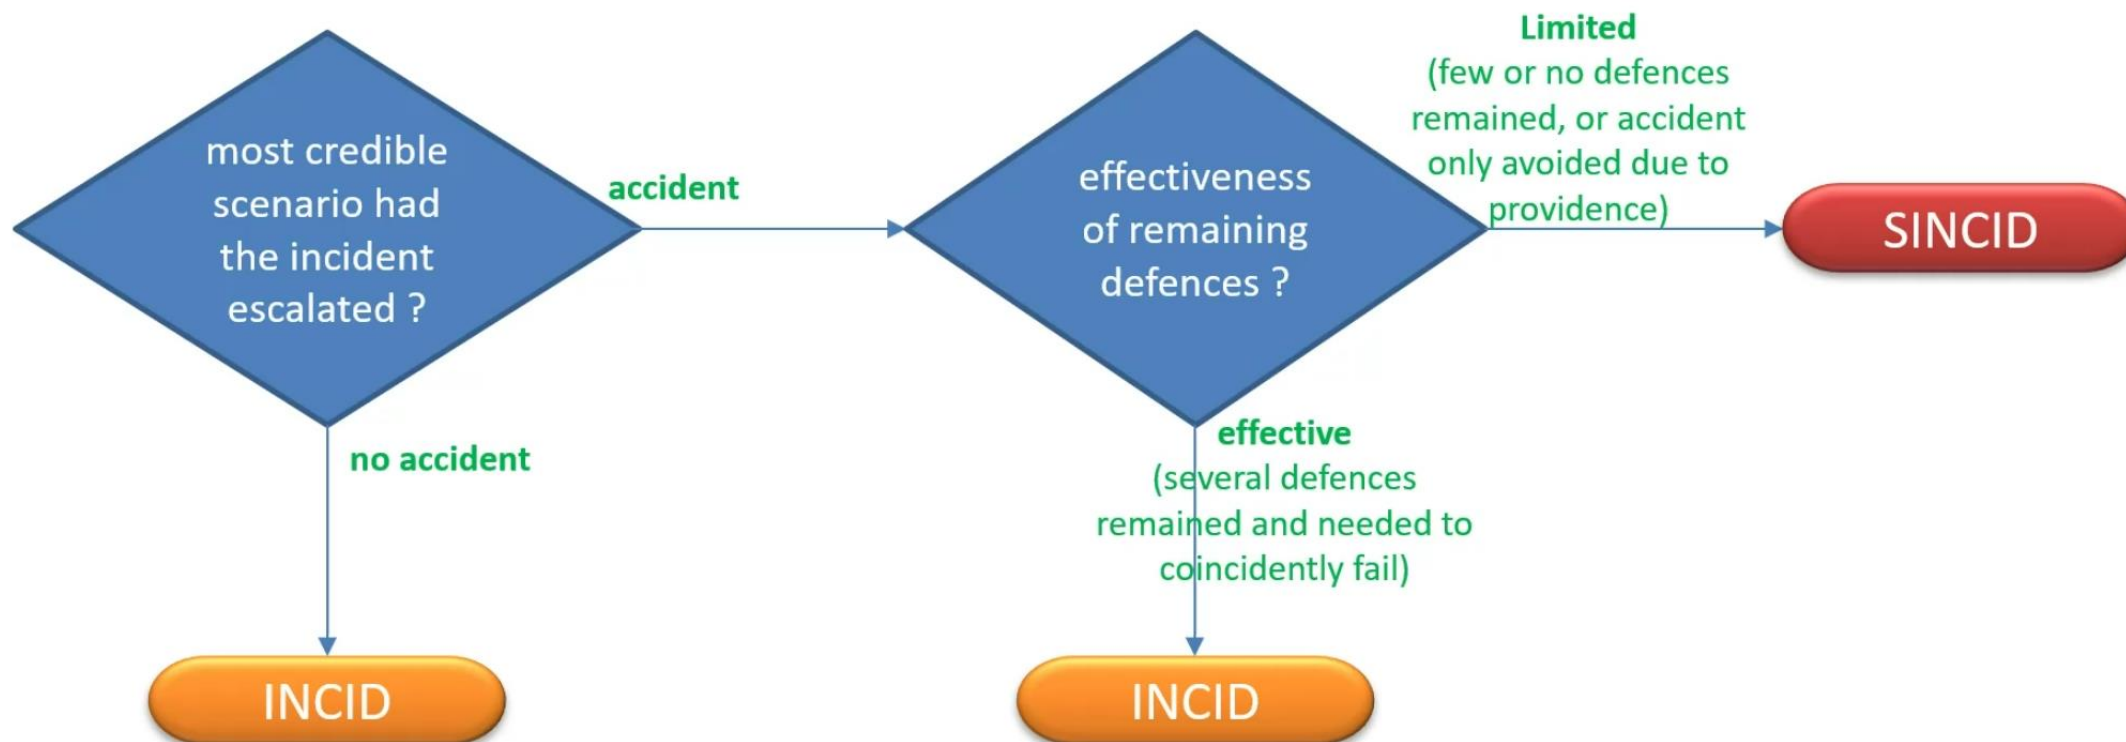 most credible
scenario had
the incident
escalated ?
accident
no accident
INCID
effectiveness
of remaining
defences ?
Limited
(few or no defences
remained, or accident
only avoided due to
providence)
SINCID
effective
(several defences
remained and needed to
coincidently fail)
INCID